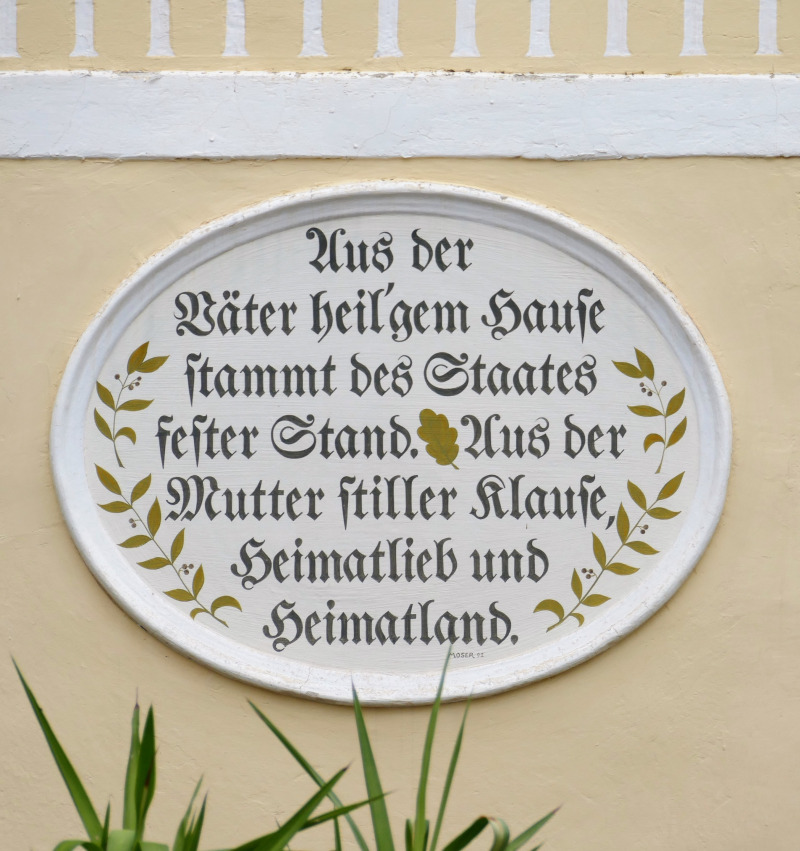 Aus der
Väter heil'gem Hause
stammt des Staates
fester Stand. Aus der
Mutter stiller Klause,
Heimatlieb und
Heimatland.
MOSER